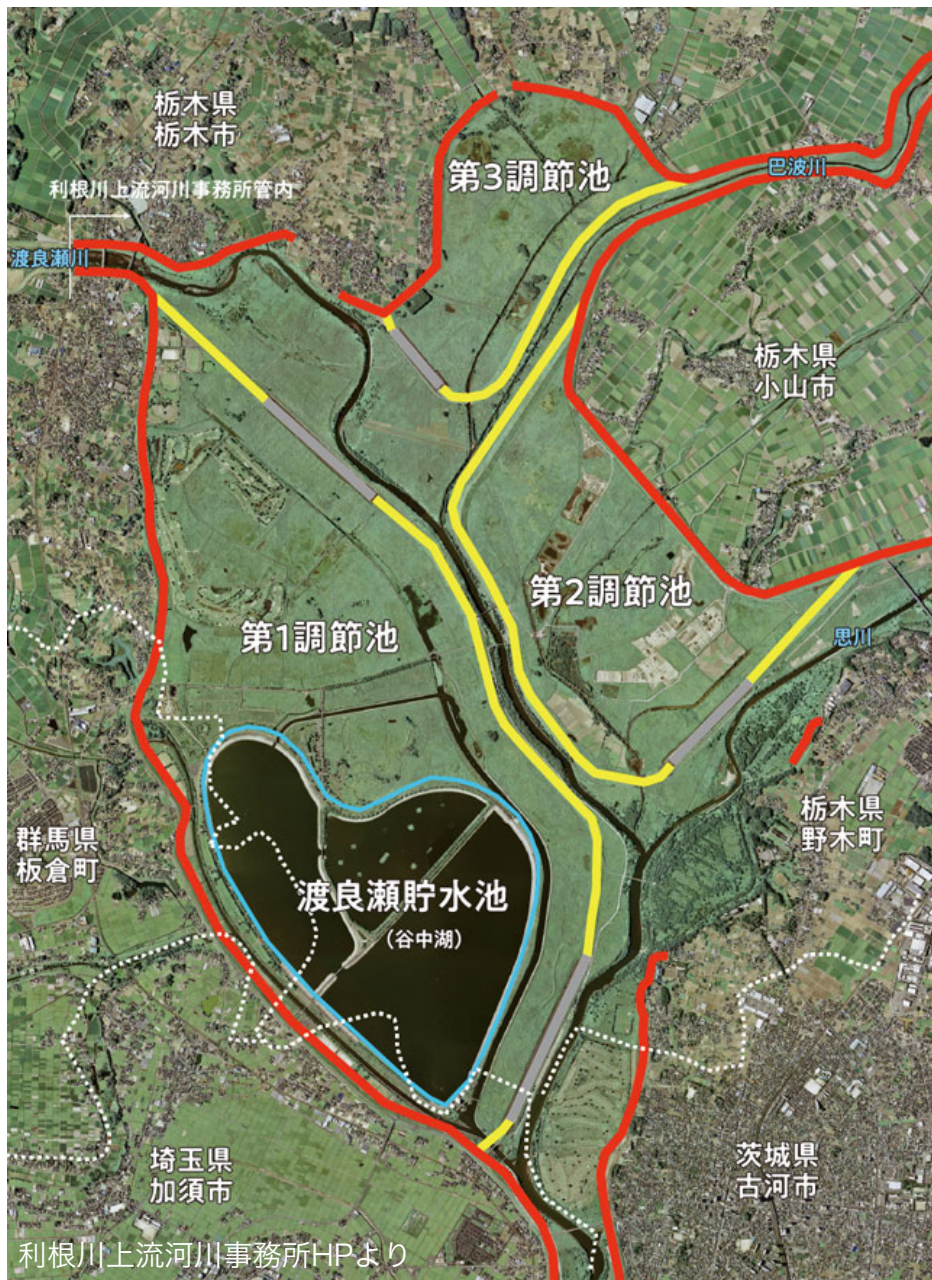 栃木県
栃木市
第3調節池
巴波川
利根川上流河川事務所管内
渡良瀬川
栃木県
小山市
第2調節池
第1調節池
思川
栃木県
野木町
群馬県
板倉町
渡良瀬貯水池
（谷中湖）
埼玉県
加須市
茨城県
古河市
利根川上流河川事務所HPより